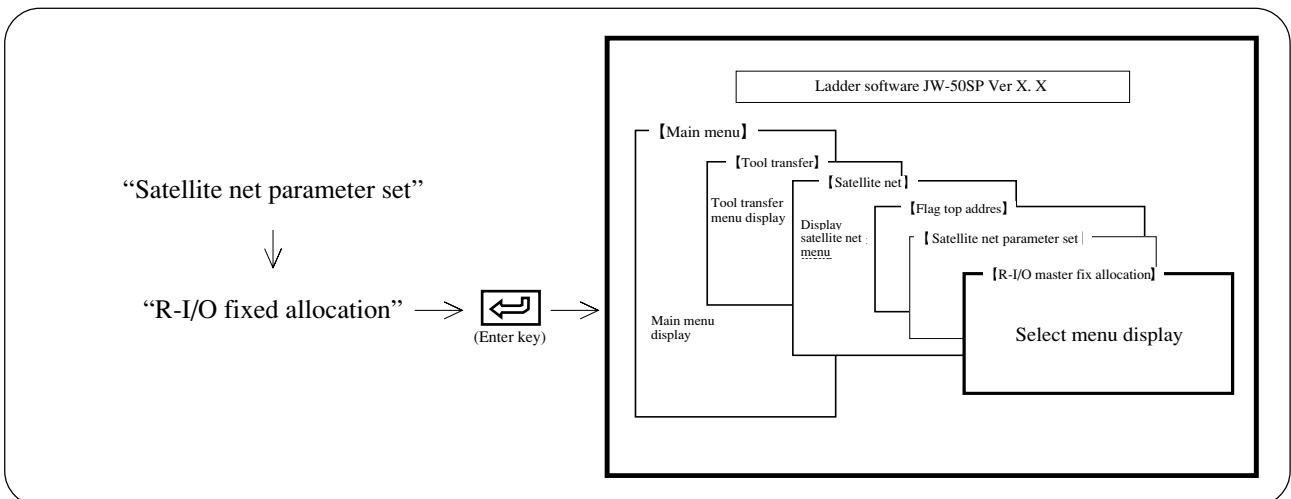 Ladder software JW-50SP Ver X. X
【Main menu】
【Tool transfer】
【Satellite net】
“Satellite net parameter set”
Tool transfer
menu display
【Flag top addres】
Display
satellite net
menu
【Satellite net parameter set
【R-I/O master fix allocation】
“R-I/O fixed allocation”
(Enter key)
Main menu
display
Select menu display